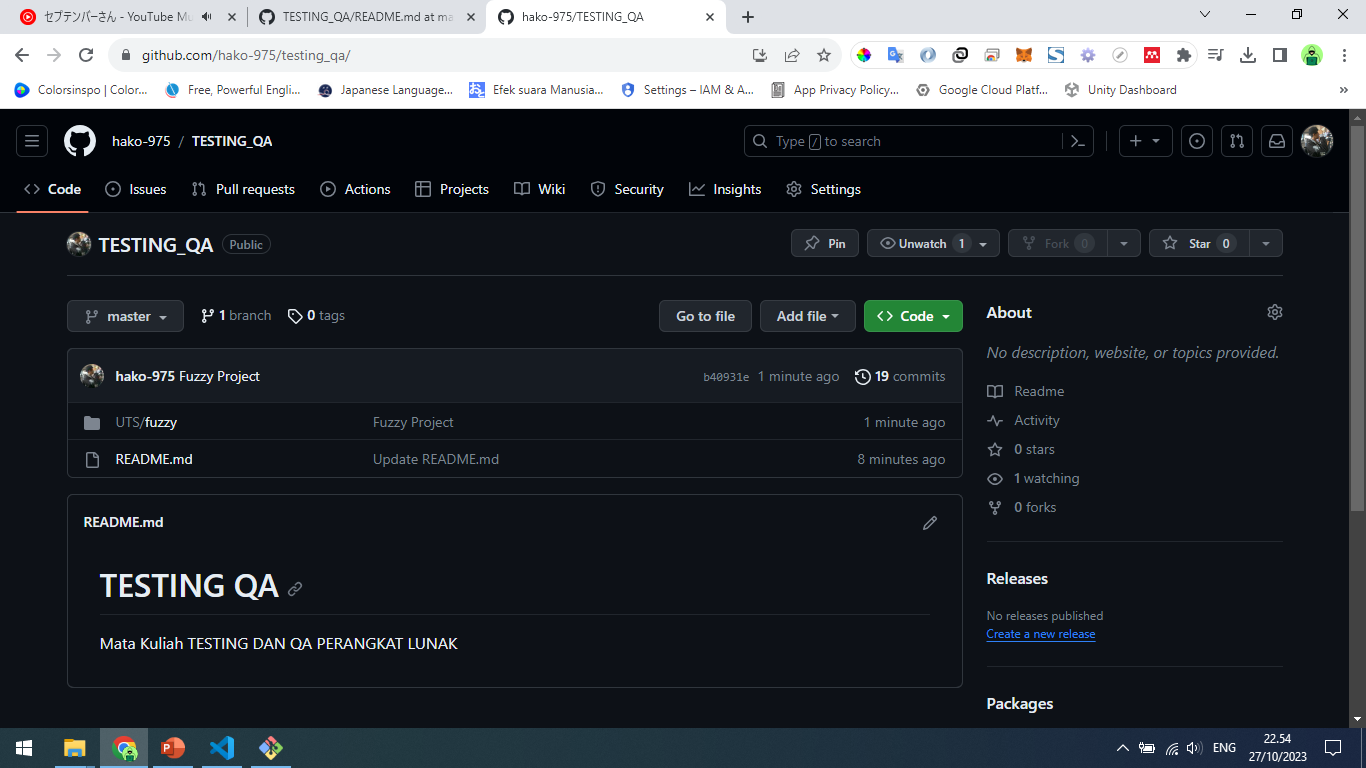 セプテンバーさん - YouTube Mu
TESTING_QA/README.md at ma
hako-975/TESTING_QA
github.com/hako-975/testing_qa/
Colorsinspo | Color...
Free, Powerful Engli...
Japanese Language...
Efek suara Manusia...
Settings – IAM & A...
App Privacy Policy...
Google Cloud Platf...
Unity Dashboard
»
hako-975 / TESTING_QA
Type / to search
Code
Issues
Pull requests
Actions
Projects
Wiki
Security
Insights
Settings
TESTING_QA Public
Pin
Unwatch 1
Fork 0
Star 0
master
1 branch
0 tags
Go to file
Add file
Code
hako-975 Fuzzy Project
b40931e 1 minute ago
19 commits
UTS/fuzzy
Fuzzy Project
1 minute ago
README.md
Update README.md
8 minutes ago
README.md
TESTING QA
Mata Kuliah TESTING DAN QA PERANGKAT LUNAK
About
No description, website, or topics provided.
Readme
Activity
0 stars
1 watching
0 forks
Releases
No releases published
Create a new release
Packages
ENG
22.54
27/10/2023